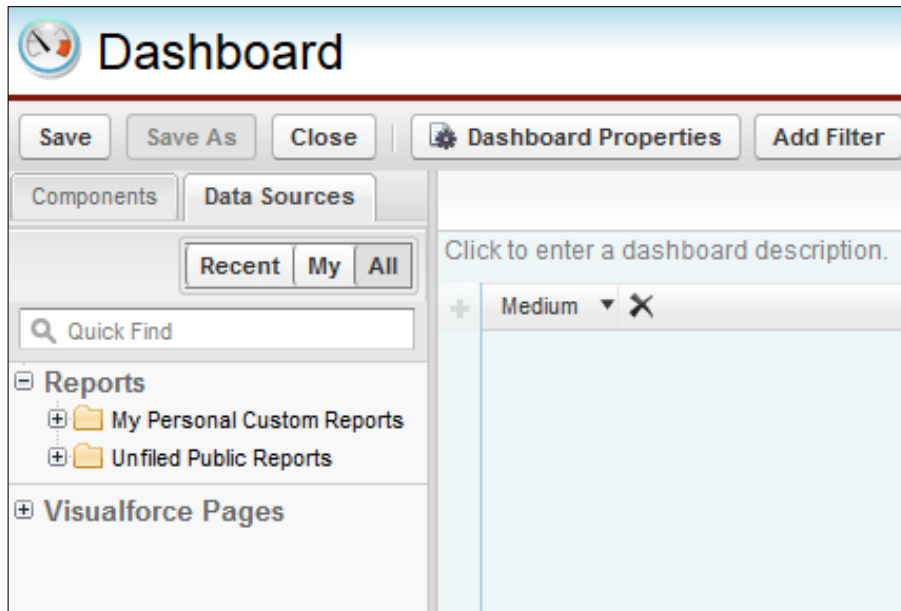 Dashboard
Save Save As Close Dashboard Properties Add Filter
Components Data Sources
Recent My All
Click to enter a dashboard description.
Medium
Quick Find
Reports
My Personal Custom Reports
Unfiled Public Reports
Visualforce Pages